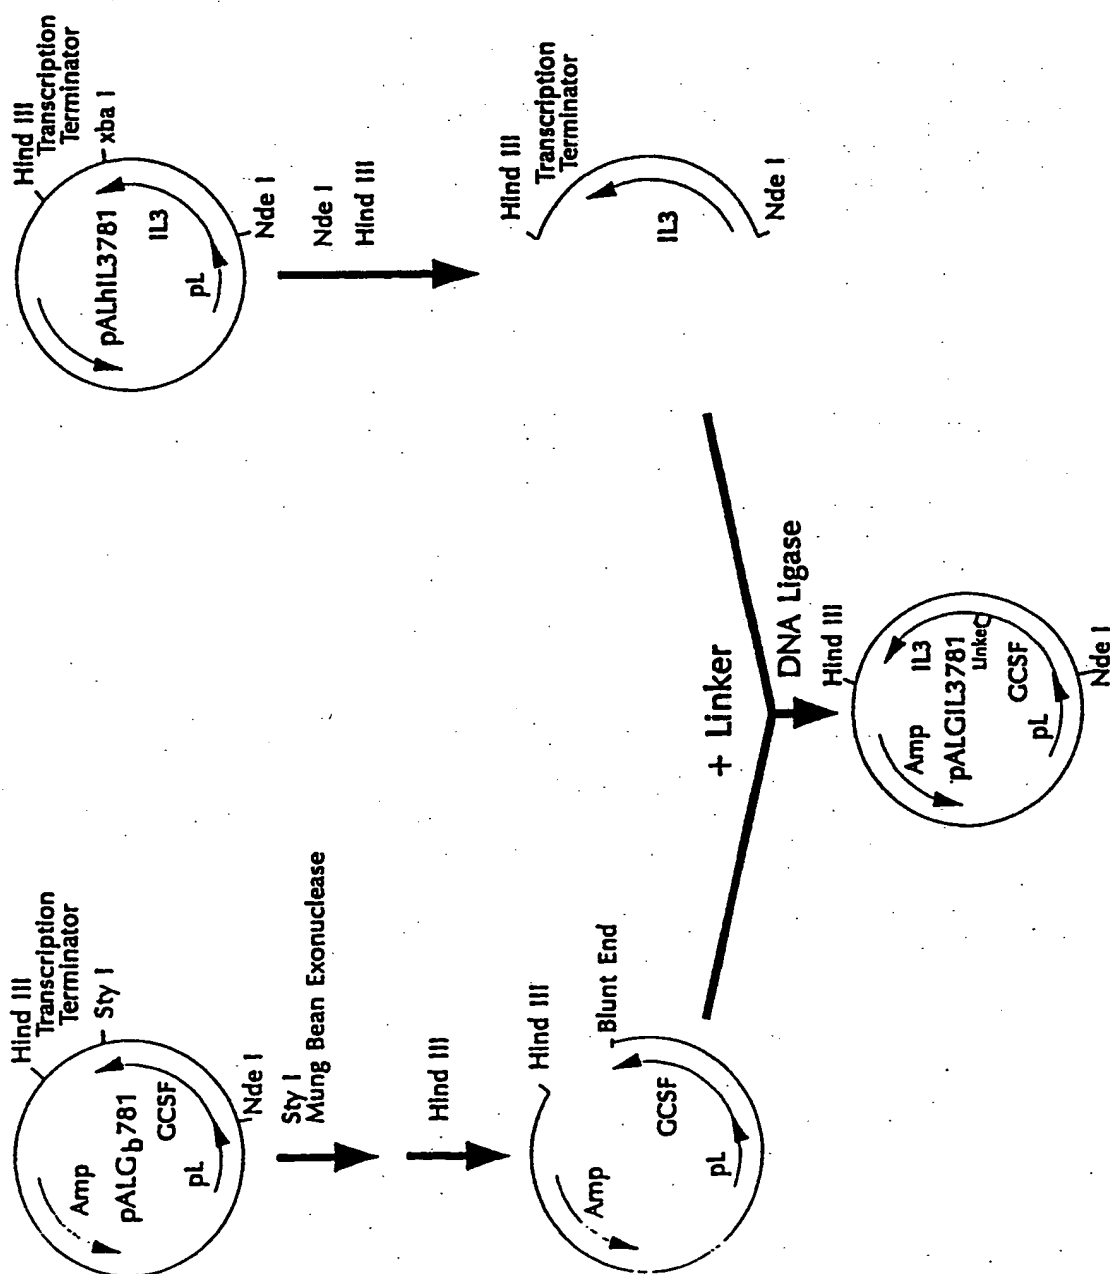 Hind III
Transcription
Terminator
Sty I
Amp
pALGb781
GCSF
pL
Nde I
Sty I
Mung Bean Exonuclease
Hind III
Hind III
Blunt End
Amp
GCSF
pL
Hind III
Transcription
Terminator
xba I
pALhIL3781
IL3
pL
Nde I
Nde I
Hind III
Hind III
Transcription
Terminator
IL3
Nde I
+ Linker
DNA Ligase
Hind III
Amp
IL3
pALGIL3781
Linker
GCSF
pL
Nde I